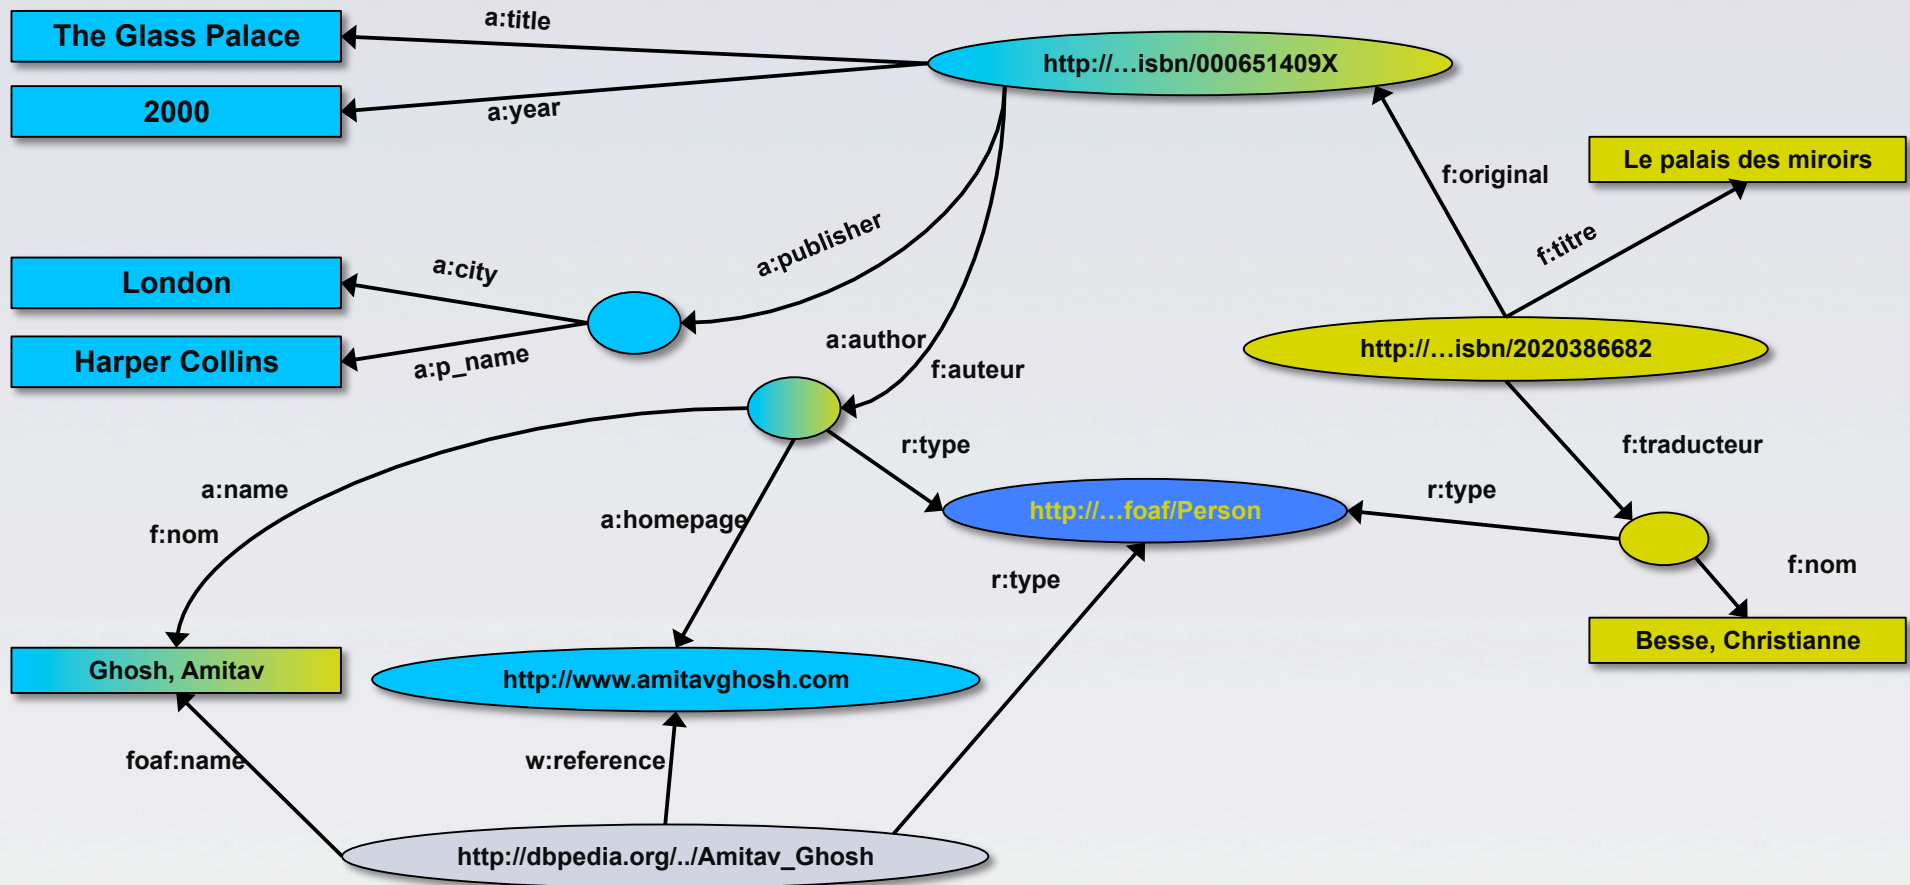 a:title
The Glass Palace
http://…isbn/000651409X
2000
a:year
Le palais des miroirs
f:original
a:publisher
f:titre
London
a:city
a:author
Harper Collins
a:p_name
http://…isbn/2020386682
f:auteur
r:type
f:traducteur
a:name
r:type
http://…foaf/Person
a:homepage
f:nom
r:type
f:nom
Besse, Christianne
Ghosh, Amitav
http://www.amitavghosh.com
foaf:name
w:reference
http://dbpedia.org/../Amitav_Ghosh